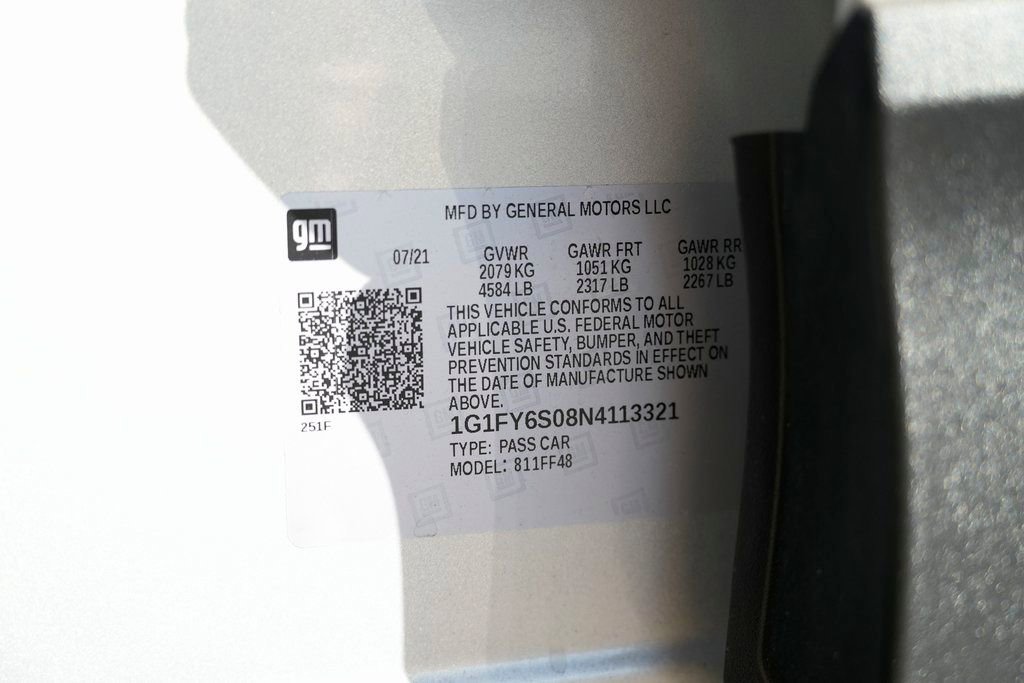 MFD BY GENERAL MOTORS LLC
gm
07/21 GVWR GAWR FRT GAWR RR
2079 KG 1051 KG 1028 KG
4584 LB 2317 LB 2267 LB
THIS VEHICLE CONFORMS TO ALL
APPLICABLE U.S. FEDERAL MOTOR
VEHICLE SAFETY, BUMPER, AND THEFT
PREVENTION STANDARDS IN EFFECT ON
THE DATE OF MANUFACTURE SHOWN
ABOVE.
251F
1G1FY6S08N4113321
TYPE: PASS CAR
MODEL: 811FF48